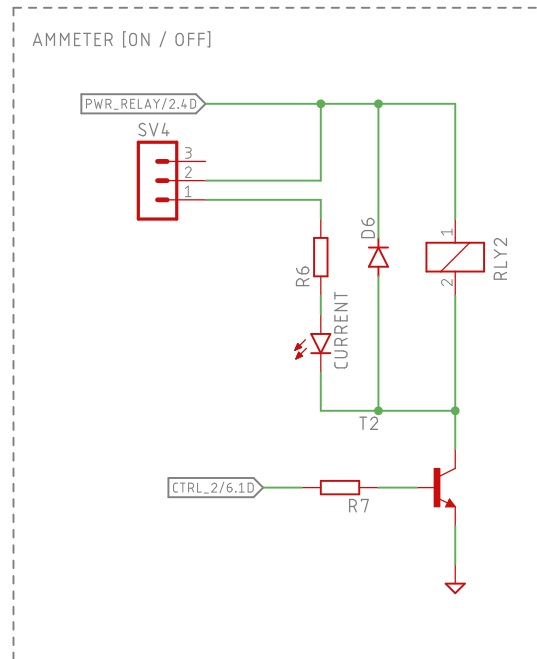 AMMETER [ON / OFF]
PWR_RELAY/2.4D
SV4
3
2
1
D6
1
2
RLY2
R6
CURRENT
T2
CTRL_2/6.1D
R7